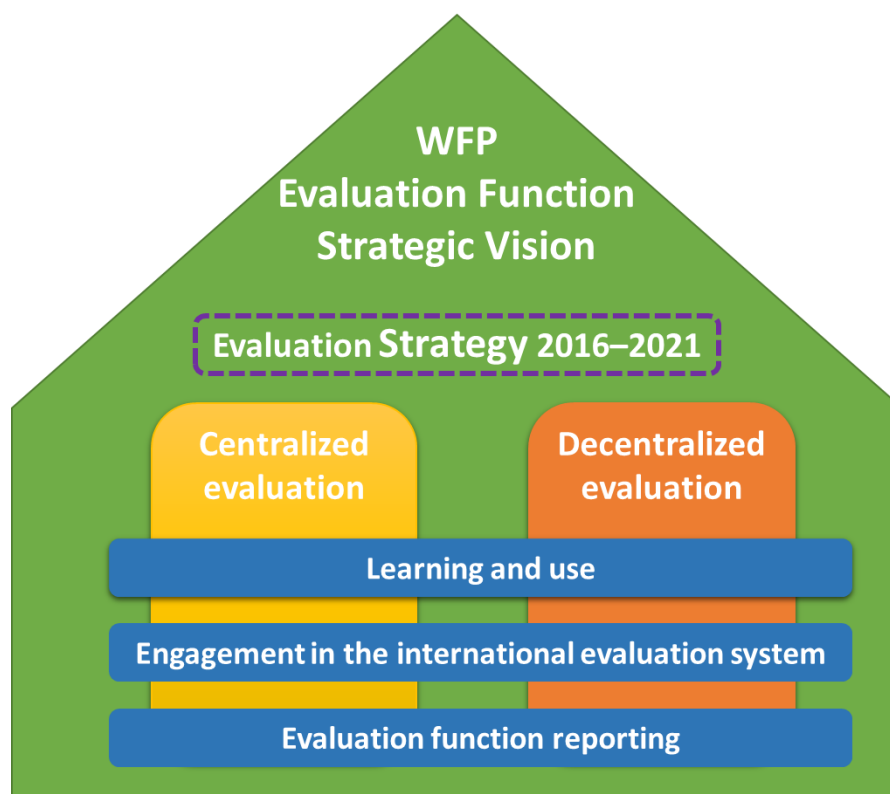 WFP
Evaluation Function
Strategic Vision
Evaluation Strategy 2016–2021
Centralized
evaluation
Decentralized
evaluation
Learning and use
Engagement in the international evaluation system
Evaluation function reporting